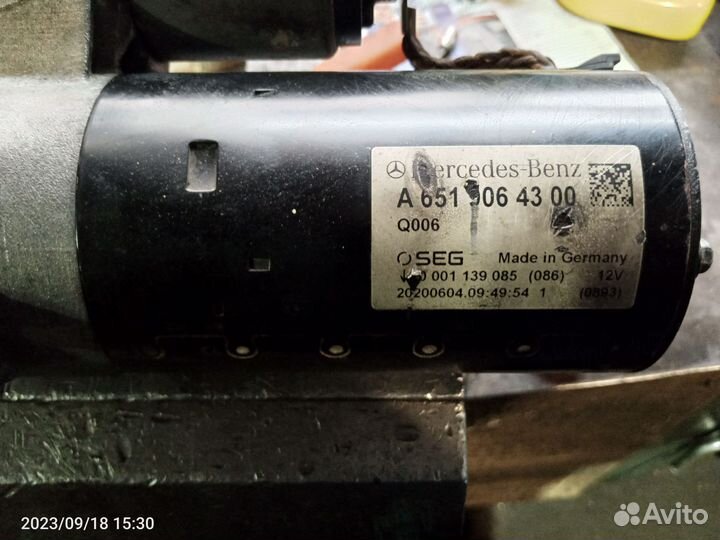 Mercedes-Benz
A 651 906 43 00
Q006
SEG Made in Germany
001 139 085 (086) 12V
20200604.09:49:54 1 (0893)
2023/09/18 15:30
Avito